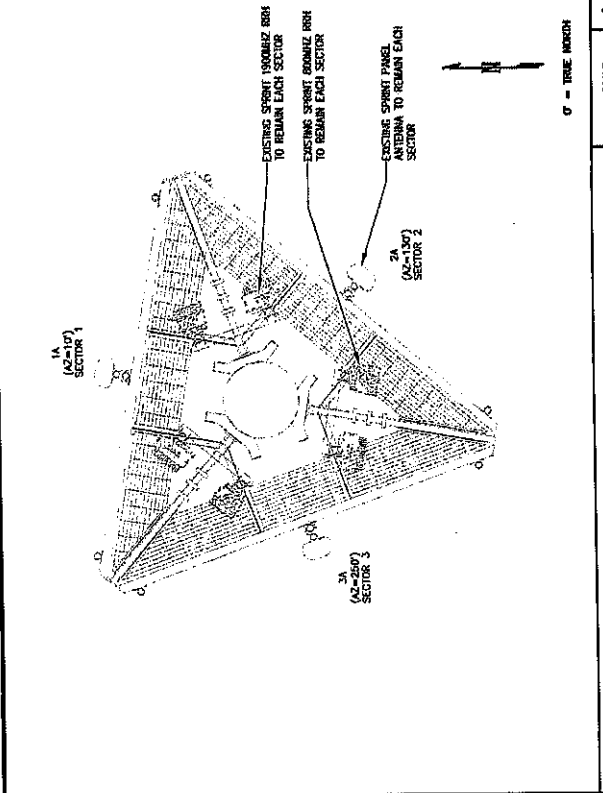 1A
(AZ=10°)
SECTOR 1
EXISTING SPRINT 1900MHZ RRH
TO REMAIN EACH SECTOR
EXISTING SPRINT 800MHZ RRH
TO REMAIN EACH SECTOR
EXISTING SPRINT PANEL
ANTENNA TO REMAIN EACH
SECTOR
2A
(AZ=130°)
SECTOR 2
3A
(AZ=250°)
SECTOR 3
0° = TRUE NORTH